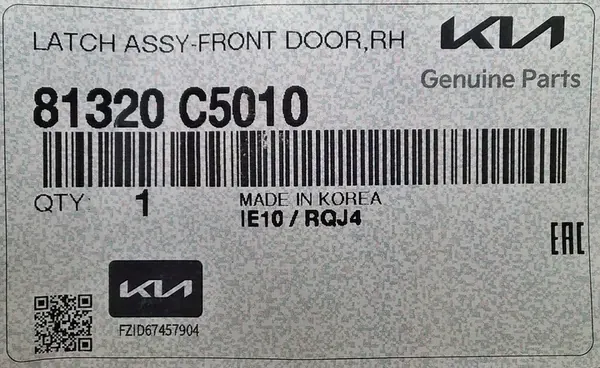 LATCH ASSY-FRONT DOOR,RH
KIA
Genuine Parts
81320 C5010
QTY 1
MADE IN KOREA
IE10 / RQJ4
EAC
KIA
FZID67457904